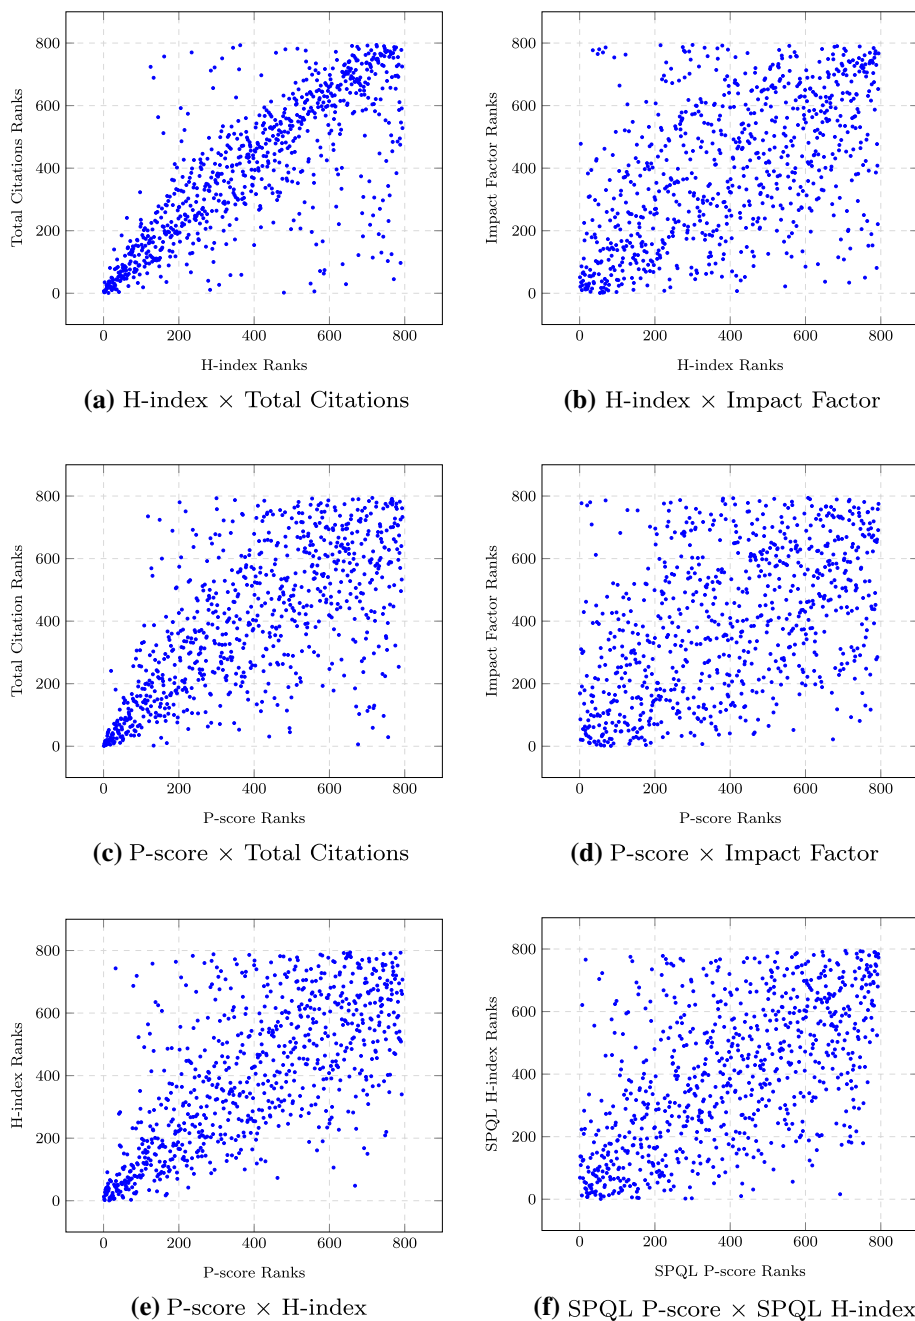 800
600
400
200
0
Total Citations Ranks
0 200 400 600 800
H-index Ranks
(a) H-index × Total Citations
800
600
400
200
0
Impact Factor Ranks
0 200 400 600 800
H-index Ranks
(b) H-index × Impact Factor
800
600
400
200
0
Total Citation Ranks
0 200 400 600 800
P-score Ranks
(c) P-score × Total Citations
800
600
400
200
0
Impact Factor Ranks
0 200 400 600 800
P-score Ranks
(d) P-score × Impact Factor
800
600
400
200
0
H-index Ranks
0 200 400 600 800
P-score Ranks
(e) P-score × H-index
800
600
400
200
0
SPQL H-index Ranks
0 200 400 600 800
SPQL P-score Ranks
(f) SPQL P-score × SPQL H-index